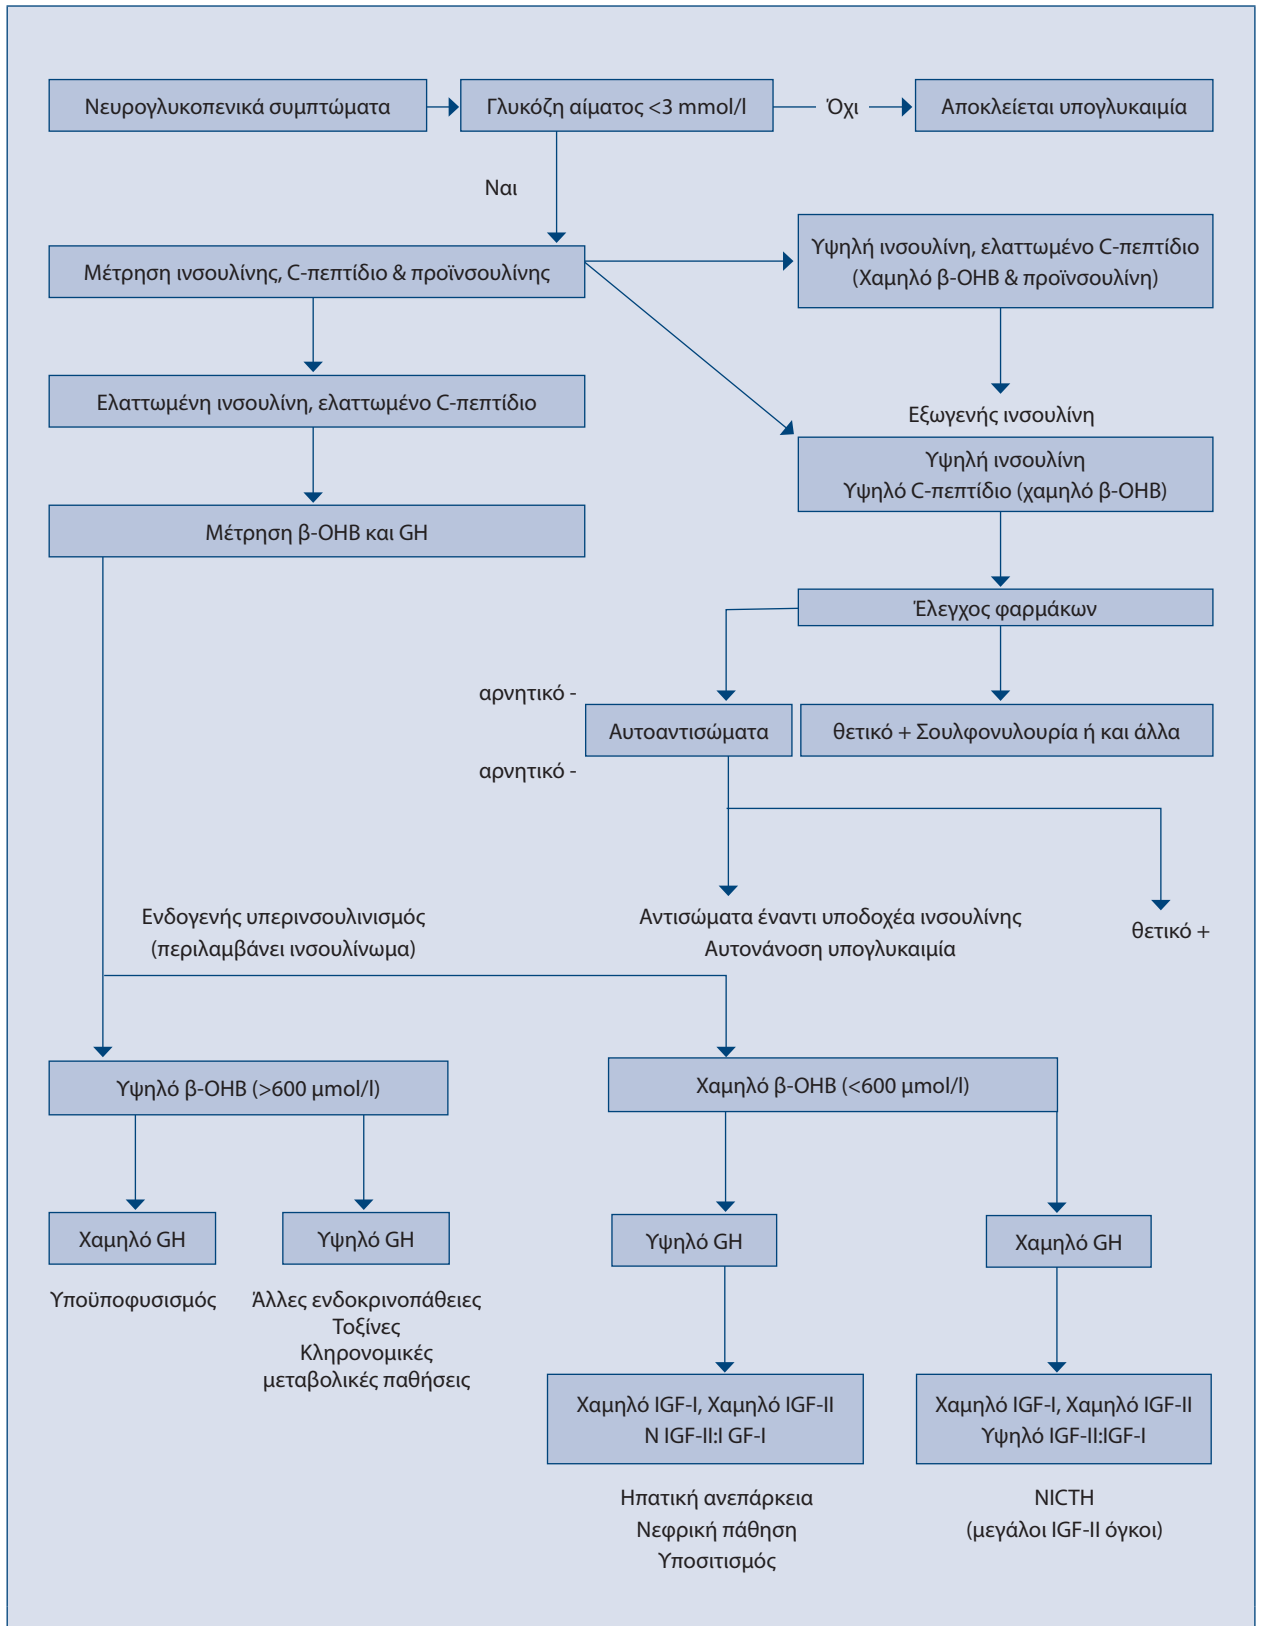 Νευρογλυκοπενικά συμπτώματα
Γλυκόζη αίματος <3 mmol/l
Όχι
Αποκλείεται υπογλυκαιμία
Ναι
Μέτρηση ινσουλίνης, C-πεπτίδιο & προϊνσουλίνης
Υψηλή ινσουλίνη, ελαττωμένο C-πεπτίδιο
(Χαμηλό β-OHB & προϊνσουλίνη)
Ελαττωμένη ινσουλίνη, ελαττωμένο C-πεπτίδιο
Εξωγενής ινσουλίνη
Υψηλή ινσουλίνη
Υψηλό C-πεπτίδιο (χαμηλό β-OHB)
Μέτρηση β-OHB και GH
Έλεγχος φαρμάκων
αρνητικό -
Αυτοαντισώματα
θετικό + Σουλφονυλουρία ή και άλλα
αρνητικό -
Ενδογενής υπερινσουλινισμός
(περιλαμβάνει ινσουλίνωμα)
Αντισώματα έναντι υποδοχέα ινσουλίνης
Αυτονάνοση υπογλυκαιμία
θετικό +
Υψηλό β-OHB (>600 μmol/l)
Χαμηλό β-OHB (<600 μmol/l)
Χαμηλό GH
Υψηλό GH
Υψηλό GH
Χαμηλό GH
Υποϋποφυσισμός
Άλλες ενδοκρινοπάθειες
Τοξίνες
Κληρονομικές
μεταβολικές παθήσεις
Χαμηλό IGF-I, Χαμηλό IGF-II
N IGF-II:I GF-I
Χαμηλό IGF-I, Χαμηλό IGF-II
Υψηλό IGF-II:IGF-I
Ηπατική ανεπάρκεια
Νεφρική πάθηση
Υποσιτισμός
NICTH
(μεγάλοι IGF-II όγκοι)